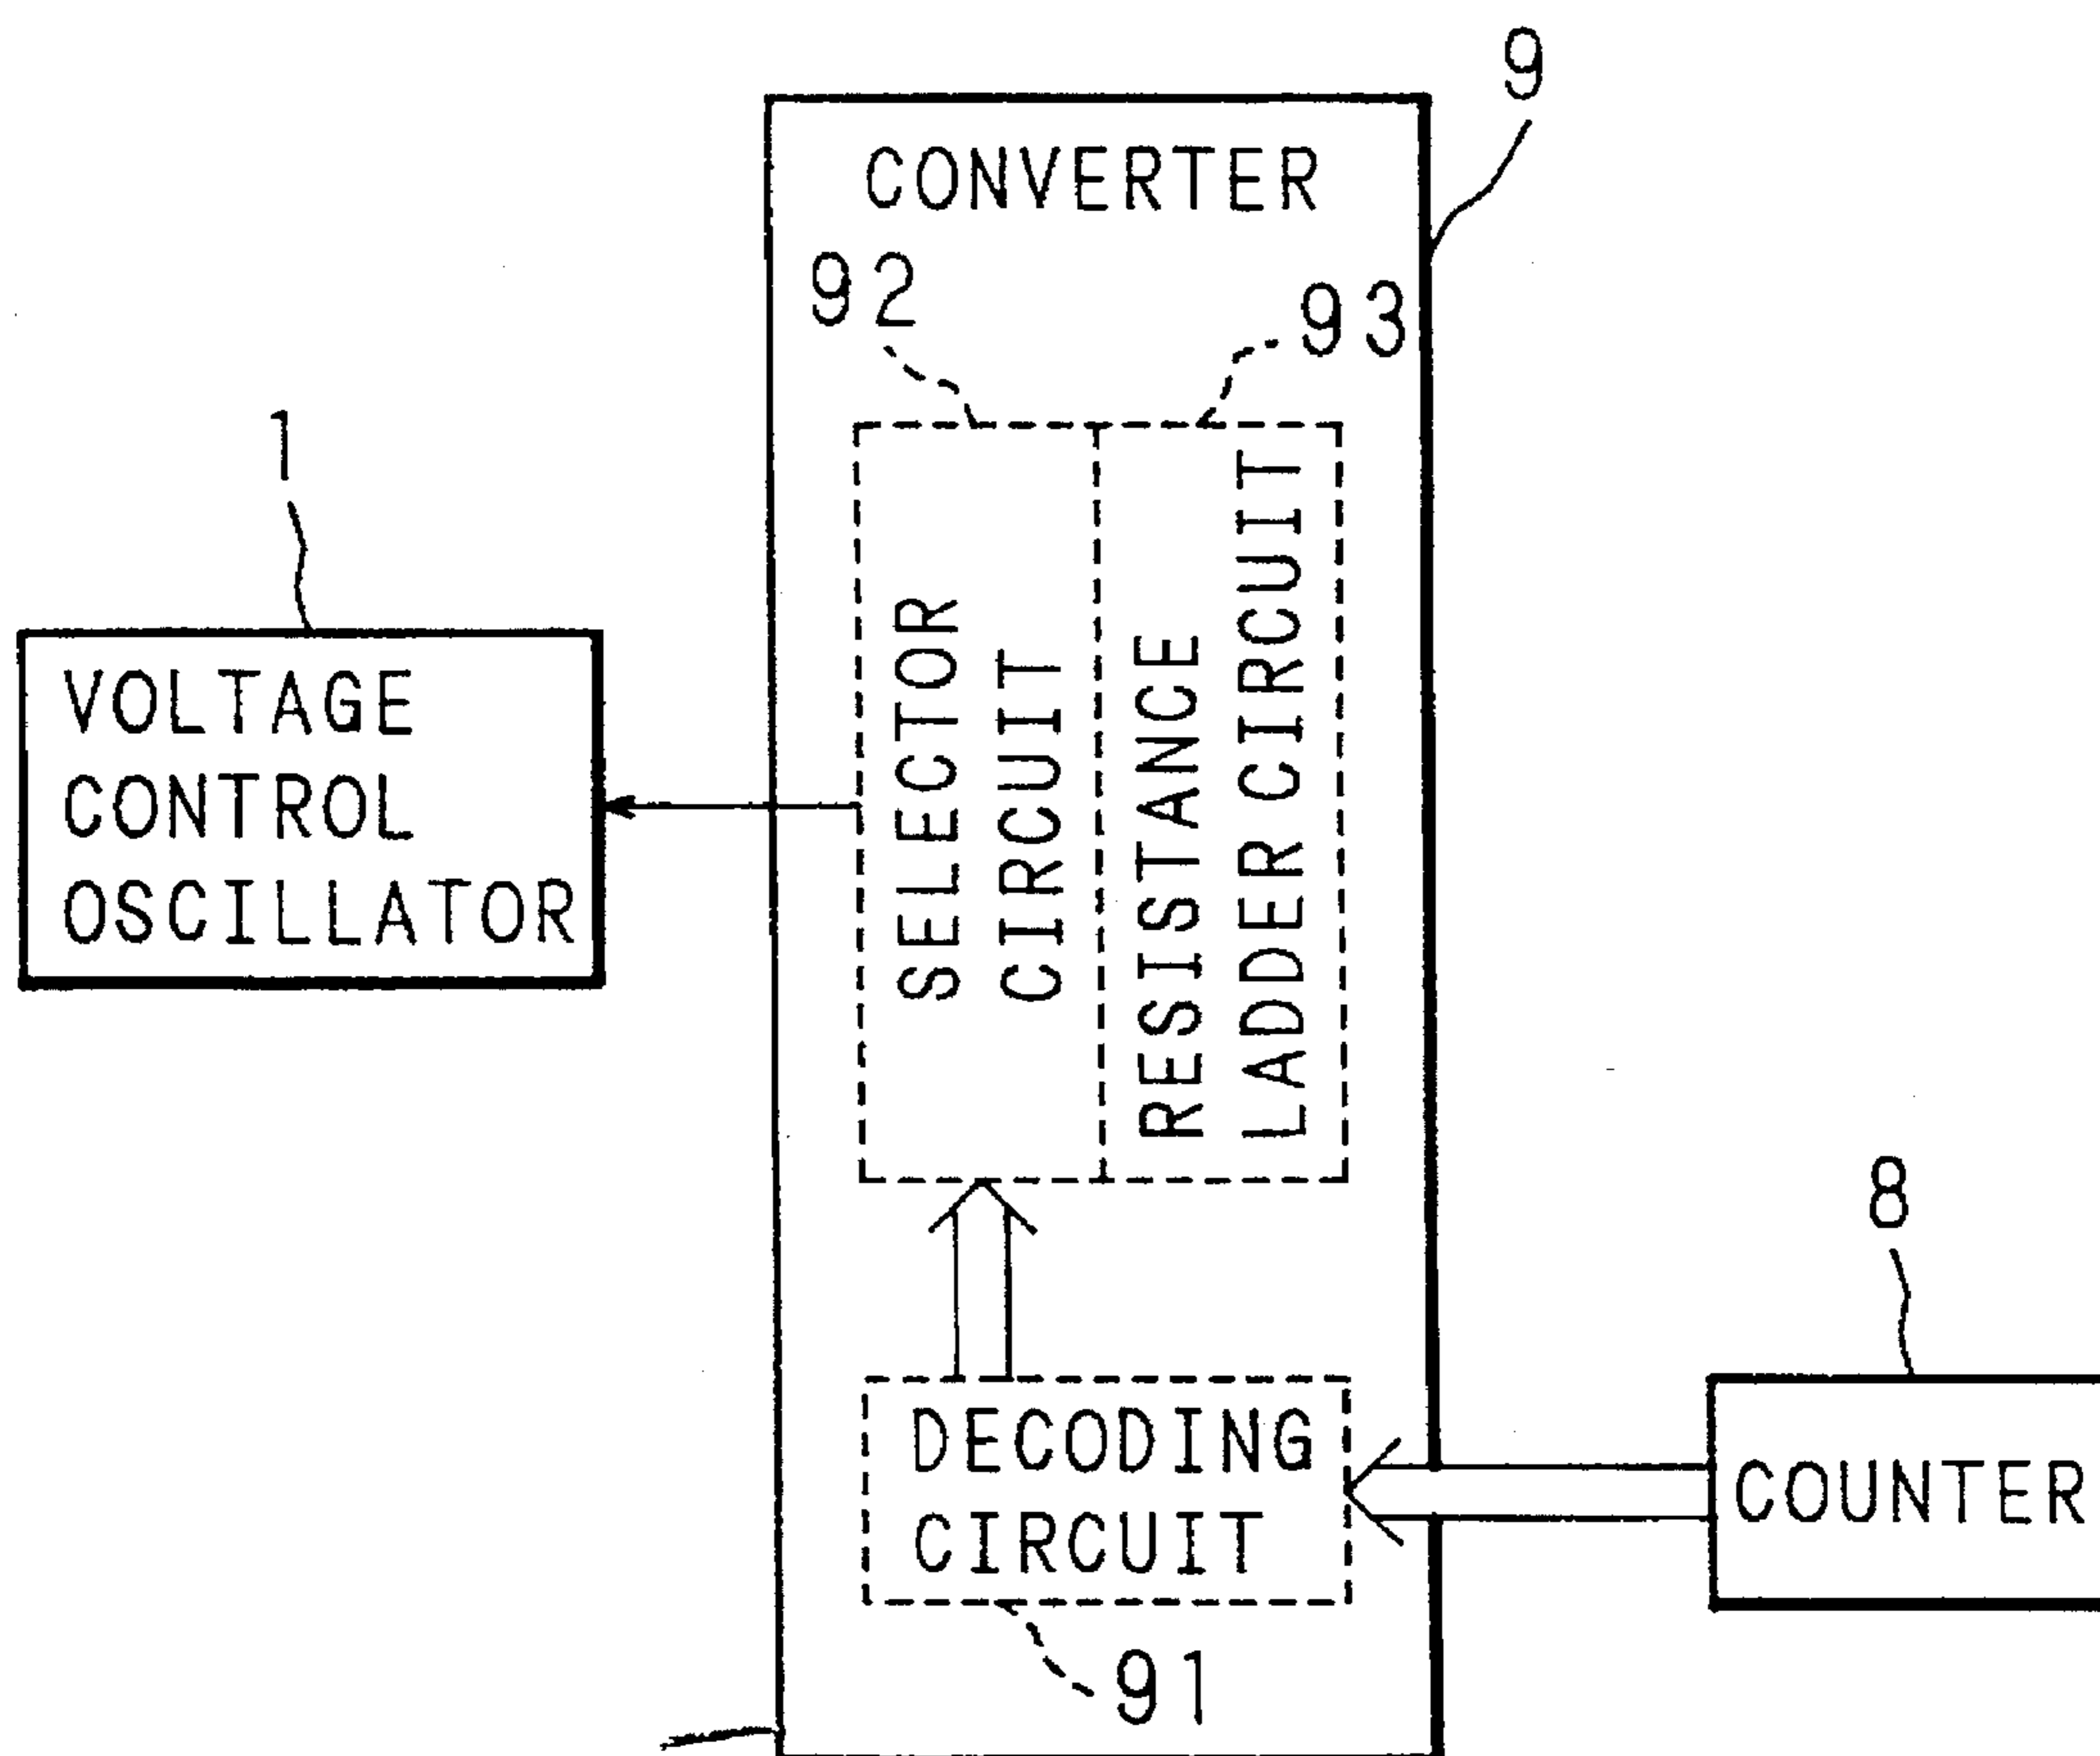 9
CONVERTER
92
93
1
VOLTAGE
CONTROL
OSCILLATOR
SELECTOR
CIRCUIT
RESISTANCE
LADDER CIRCUIT
8
DECODING
CIRCUIT
COUNTER
91